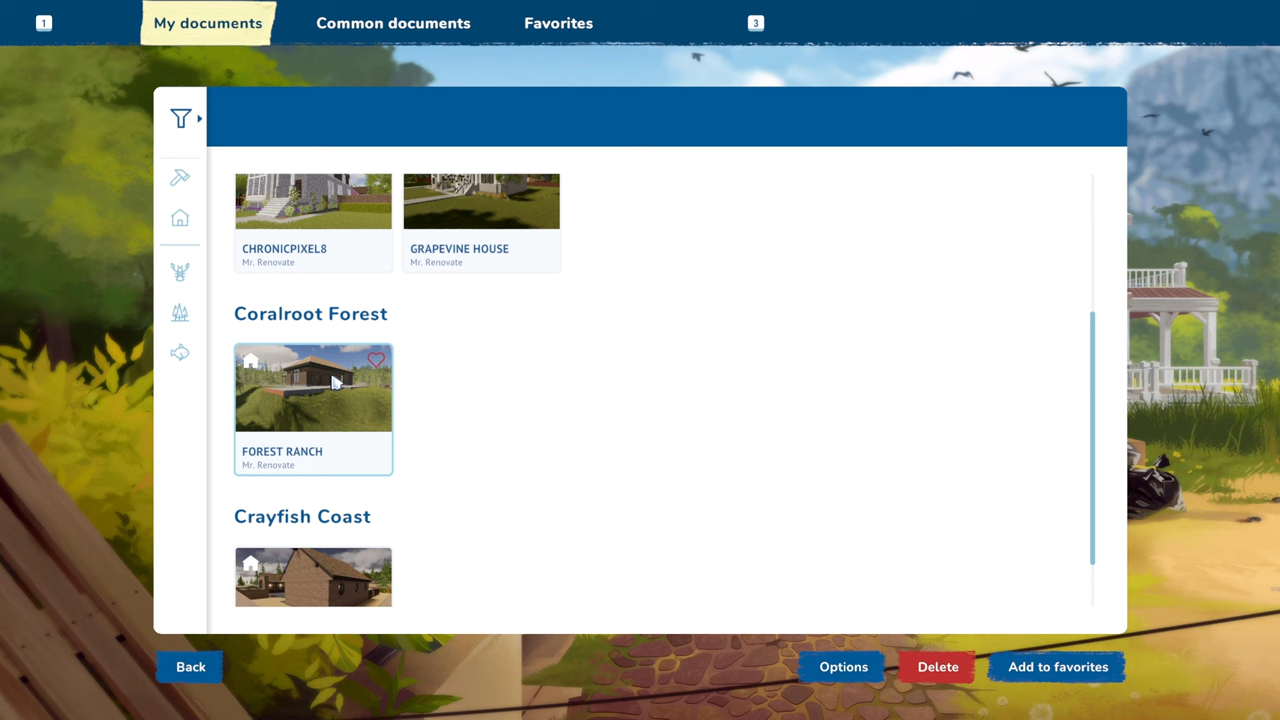 1
My documents
Common documents
Favorites
3
CHRONICPIXEL8
Mr. Renovate
GRAPEVINE HOUSE
Mr. Renovate
Coralroot Forest
FOREST RANCH
Mr. Renovate
Crayfish Coast
Back
Options
Delete
Add to favorites